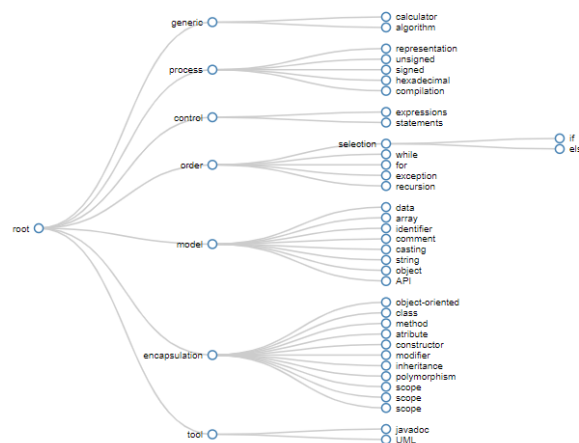 generic
calculator
algorithm
process
representation
unsigned
signed
hexadecimal
compilation
control
expressions
statements
order
selection
if
els
while
for
exception
recursion
root
model
data
array
identifier
comment
casting
string
object
API
encapsulation
object-oriented
class
method
atribute
constructor
modifier
inheritance
polymorphism
scope
scope
scope
tool
javadoc
UML